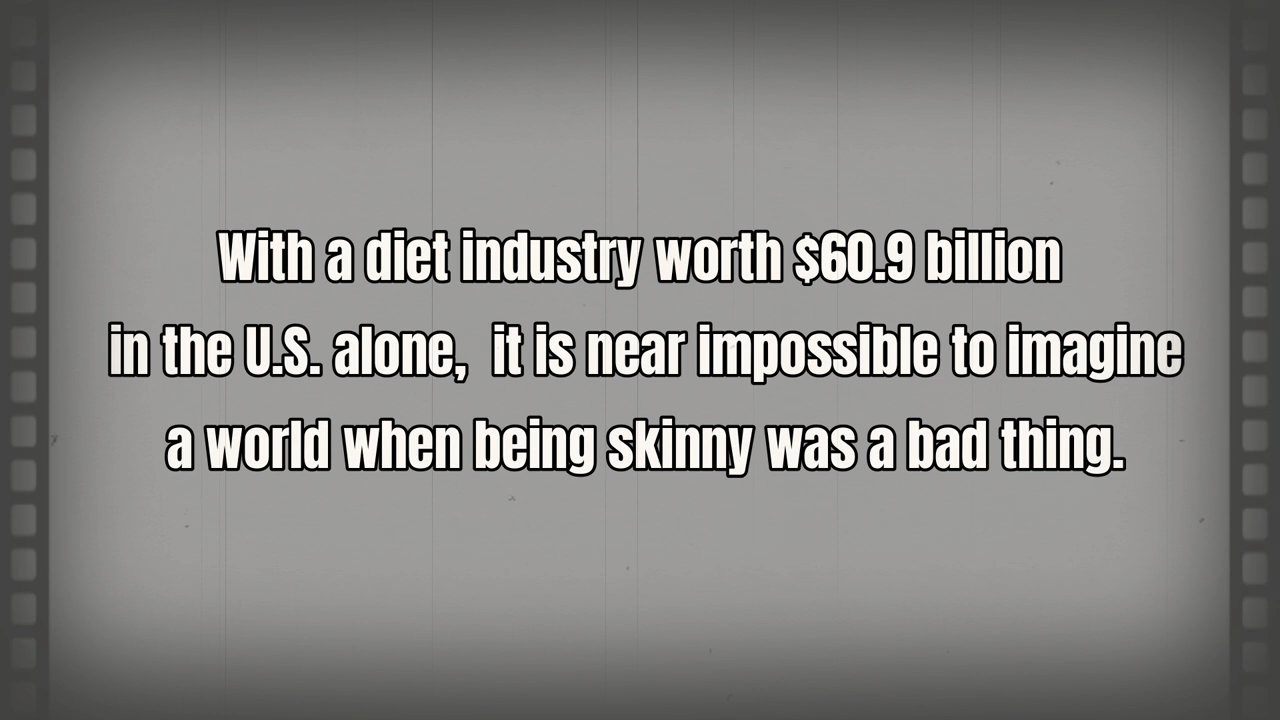 With a diet industry worth $60.9 billion
in the U.S. alone,  it is near impossible to imagine
a world when being skinny was a bad thing.